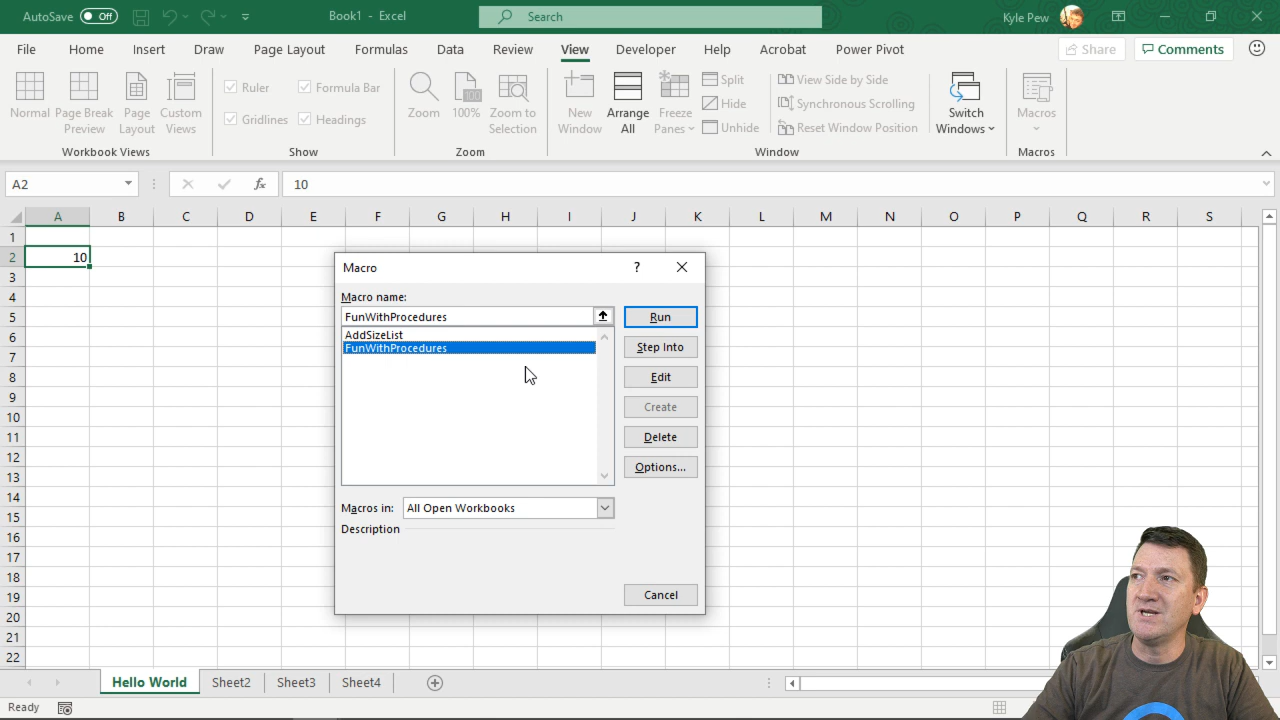 AutoSave Off Book1 - Excel Search Kyle Pew
File Home Insert Draw Page Layout Formulas Data Review View Developer Help Acrobat Power Pivot Share Comments
Normal Page Break Preview Page Layout Custom Views
Ruler Formula Bar
Gridlines Headings
Zoom 100% Zoom to Selection
New Window Arrange All Freeze Panes
Split
Hide
Unhide
View Side by Side
Synchronous Scrolling
Reset Window Position
Switch Windows
Macros
Workbook Views Show Zoom Window Macros
A2 fx 10
A B C D E F G H I J K L M N O P Q R S
1
2 10
3
4
5
6
7
8
9
10
11
12
13
14
15
16
17
18
19
20
21
22
Macro ?
Macro name:
FunWithProcedures
AddSizeList
FunWithProcedures
Run
Step Into
Edit
Create
Delete
Options...
Macros in: All Open Workbooks
Description
Cancel
Hello World Sheet2 Sheet3 Sheet4
Ready